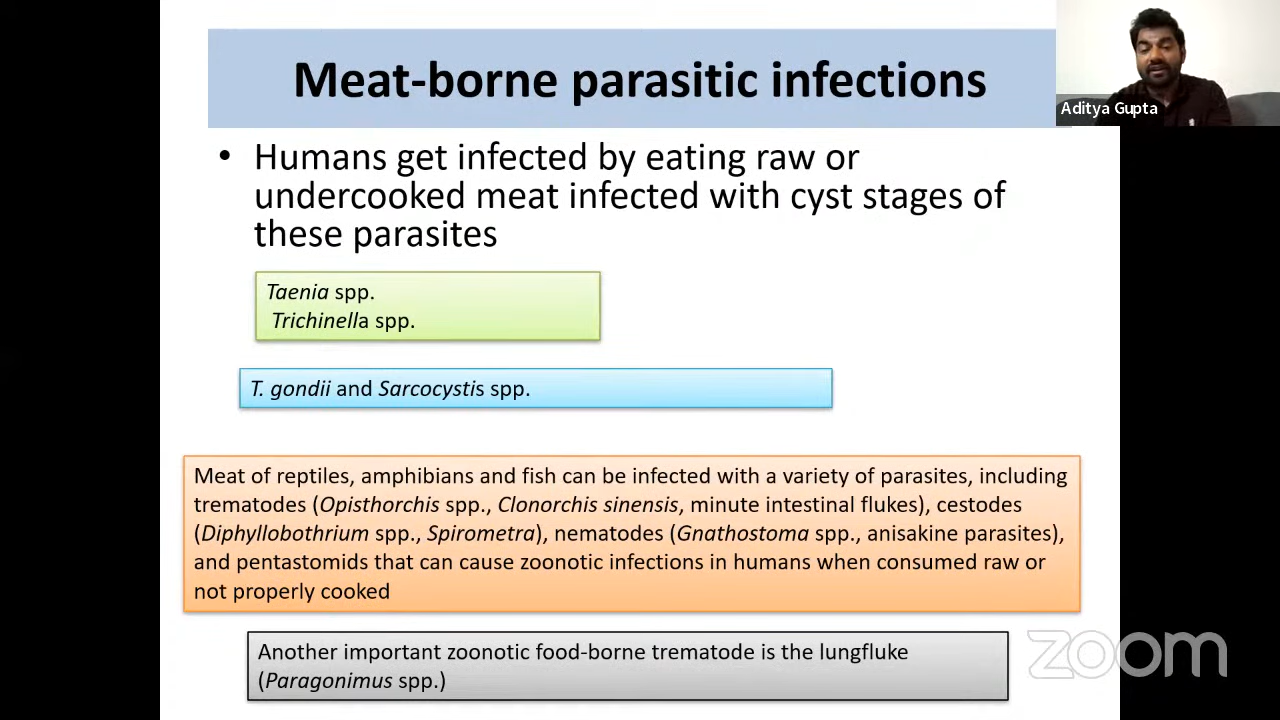 Meat-borne parasitic infections
Aditya Gupta
• Humans get infected by eating raw or
undercooked meat infected with cyst stages of
these parasites
Taenia spp.
Trichinella spp.
T. gondii and Sarcocystis spp.
Meat of reptiles, amphibians and fish can be infected with a variety of parasites, including
trematodes (Opisthorchis spp., Clonorchis sinensis, minute intestinal flukes), cestodes
(Diphyllobothrium spp., Spirometra), nematodes (Gnathostoma spp., anisakine parasites),
and pentastomids that can cause zoonotic infections in humans when consumed raw or
not properly cooked
Another important zoonotic food-borne trematode is the lungfluke
(Paragonimus spp.)
zoom